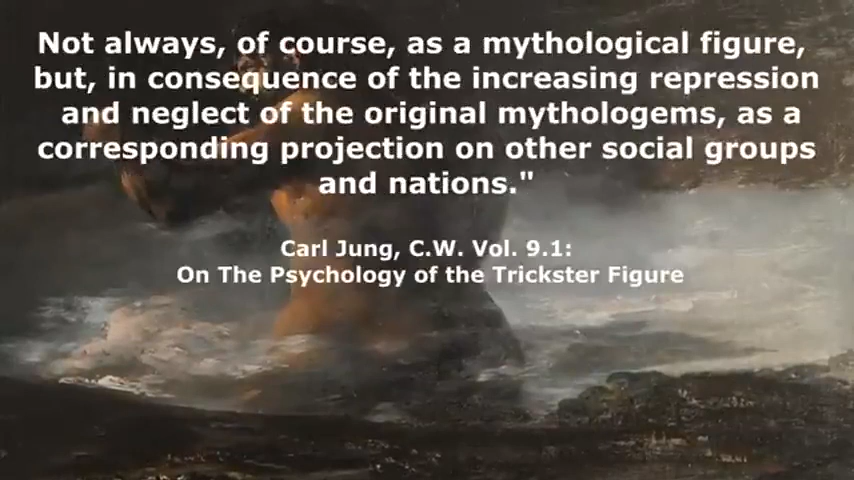 Not always, of course, as a mythological figure,
but, in consequence of the increasing repression
and neglect of the original mythologems, as a
corresponding projection on other social groups
and nations."
Carl Jung, C.W. Vol. 9.1:
On The Psychology of the Trickster Figure